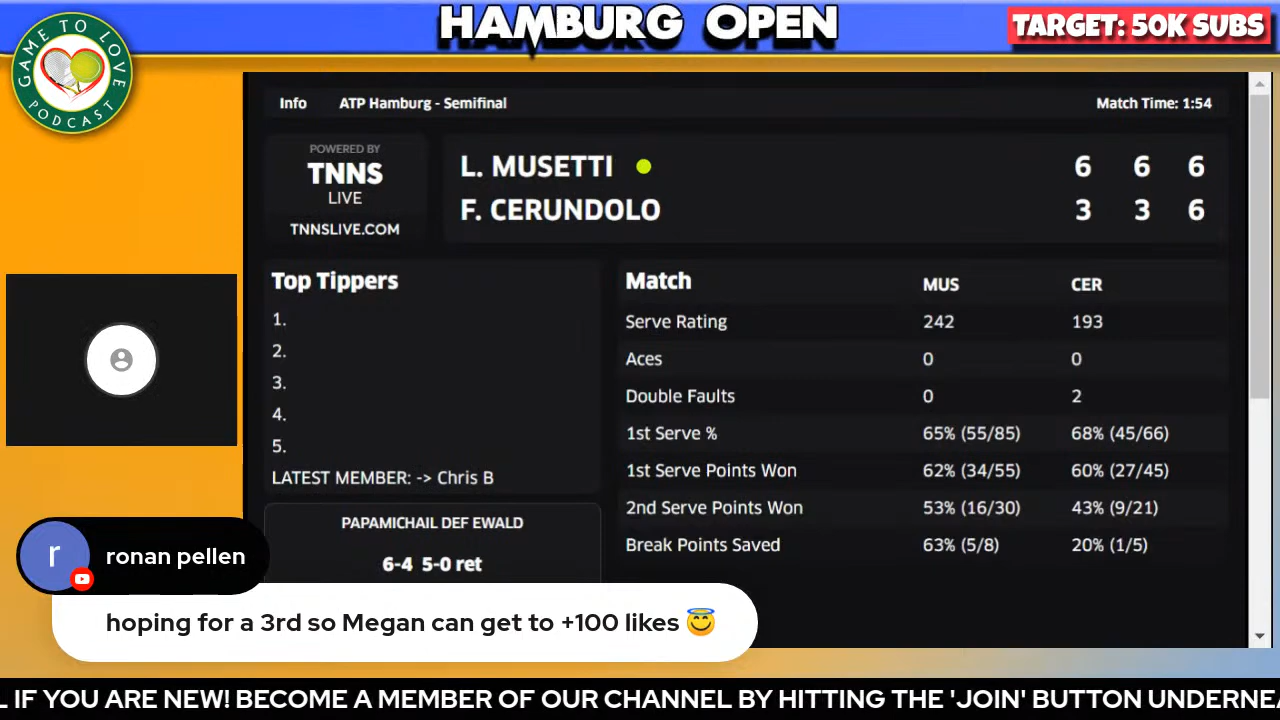 HAMBURG OPEN
TARGET: 50K SUBS
GAME TO LOVE PODCAST
Info ATP Hamburg - Semifinal Match Time: 1:54
POWERED BY
TNNS
LIVE
TNNSLIVE.COM
L. MUSETTI 6 6 6
F. CERUNDOLO 3 3 6
Top Tippers
1.
2.
3.
4.
5.
LATEST MEMBER: -> Chris B
PAPAMICHAIL DEF EWALD
6-4 5-0 ret
Match MUS CER
Serve Rating 242 193
Aces 0 0
Double Faults 0 2
1st Serve % 65% (55/85) 68% (45/66)
1st Serve Points Won 62% (34/55) 60% (27/45)
2nd Serve Points Won 53% (16/30) 43% (9/21)
Break Points Saved 63% (5/8) 20% (1/5)
r ronan pellen
hoping for a 3rd so Megan can get to +100 likes 😇
L IF YOU ARE NEW! BECOME A MEMBER OF OUR CHANNEL BY HITTING THE 'JOIN' BUTTON UNDERNEA